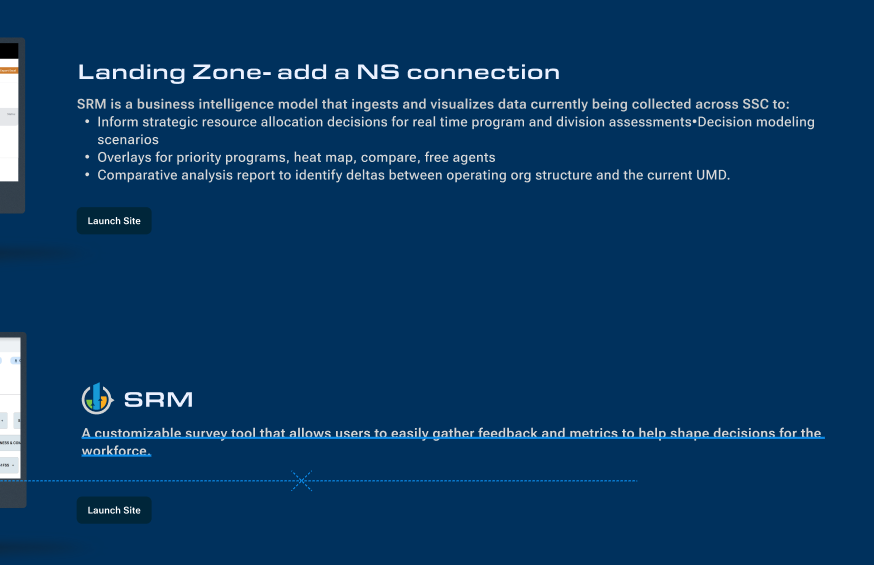 Landing Zone- add a NS connection
SRM is a business intelligence model that ingests and visualizes data currently being collected across SSC to:
• Inform strategic resource allocation decisions for real time program and division assessments•Decision modeling
scenarios
• Overlays for priority programs, heat map, compare, free agents
• Comparative analysis report to identify deltas between operating org structure and the current UMD.
Launch Site
SRM
A customizable survey tool that allows users to easily gather feedback and metrics to help shape decisions for the
workforce.
Launch Site